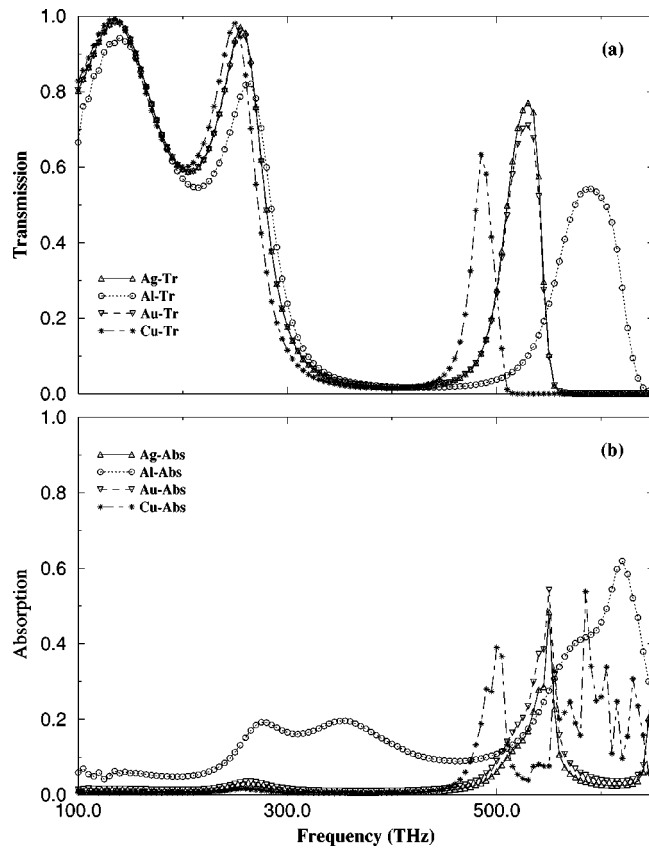 1.0
(a)
0.8
0.6
Transmission
0.4
Ag-Tr
Al-Tr
0.2
Au-Tr
Cu-Tr
0.0
1.0
(b)
Ag-Abs
Al-Abs
0.8
Au-Abs
Cu-Abs
0.6
Absorption
0.4
0.2
0.0
100.0
300.0
500.0
Frequency (THz)